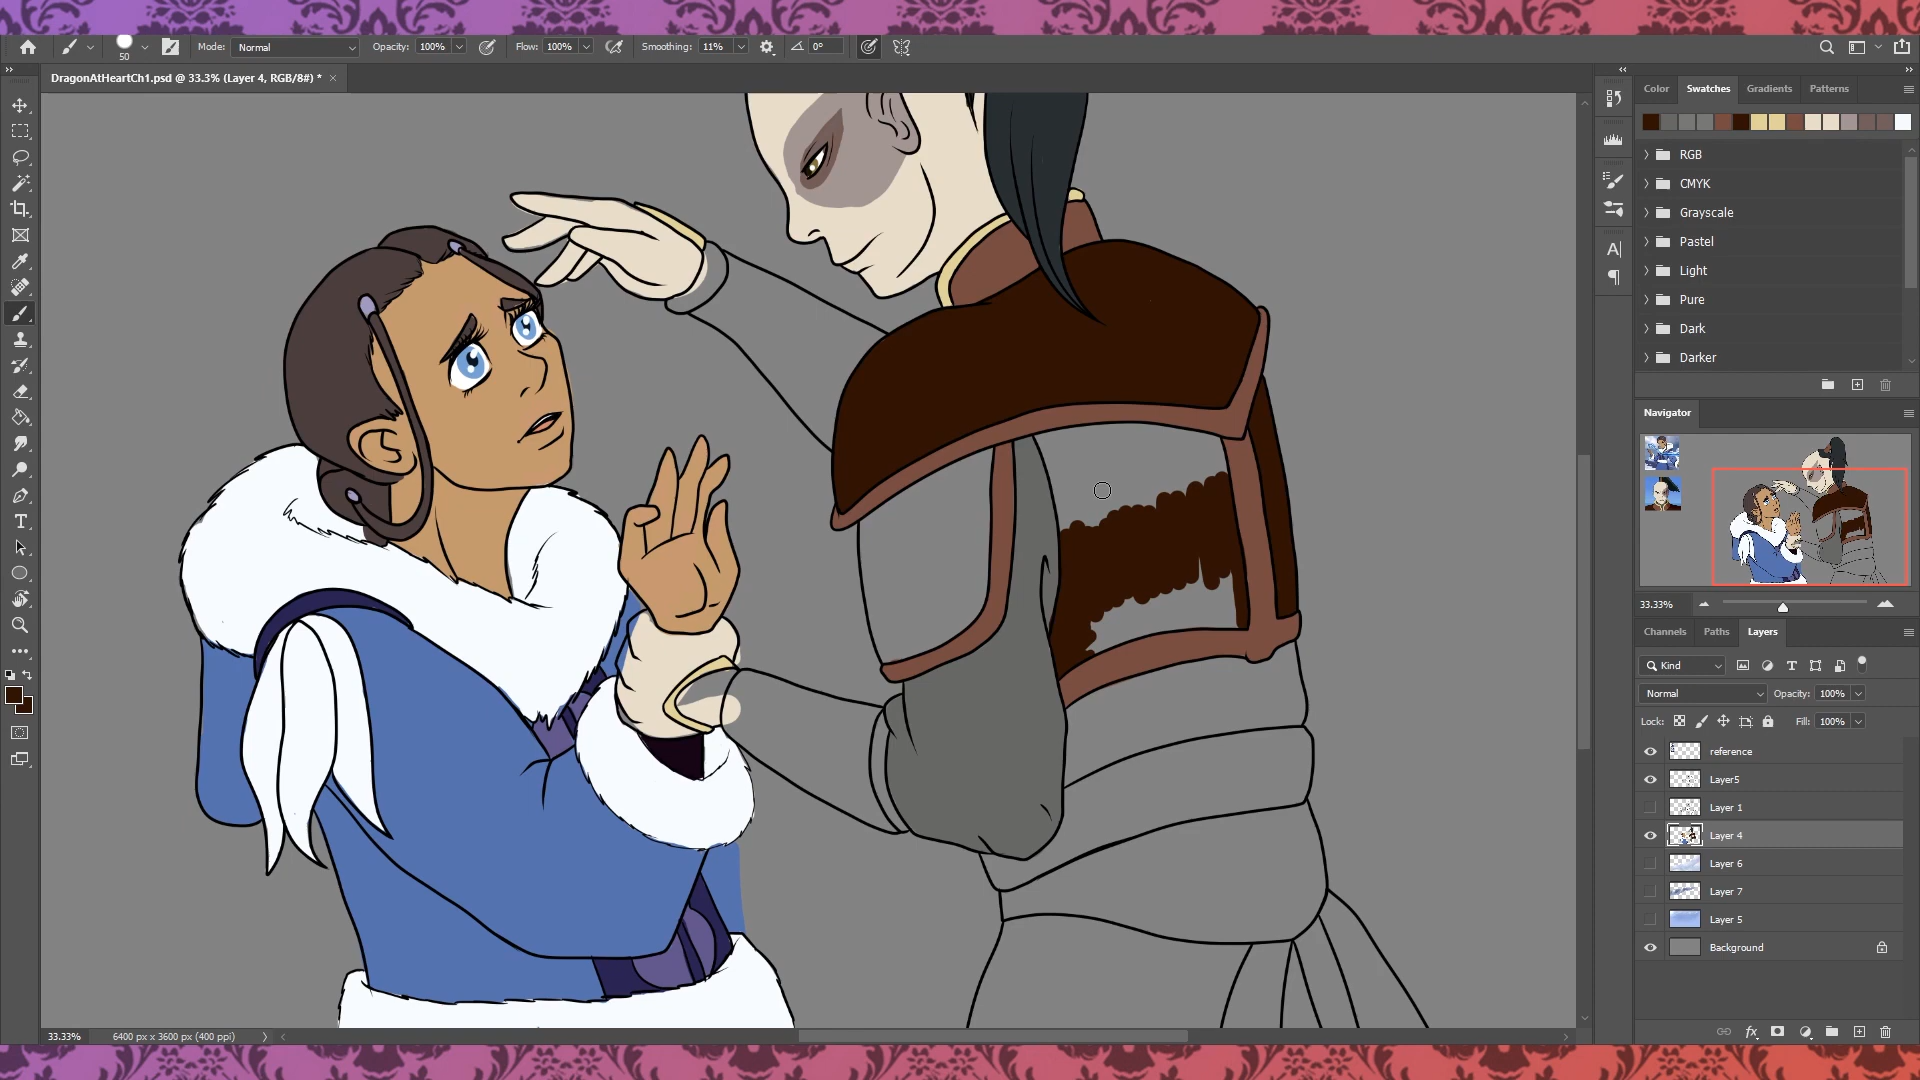 50
Mode: Normal
Opacity: 100%
Flow: 100%
Smoothing: 11%
0°
DragonAtHeartCh1.psd @ 33.3% (Layer 4, RGB/8#) *
Color Swatches Gradients Patterns
RGB
CMYK
Grayscale
Pastel
Light
Pure
Dark
Darker
Navigator
33.33%
Channels Paths Layers
Kind
Normal Opacity: 100%
Lock: Fill: 100%
reference
Layer5
Layer 1
Layer 4
Layer 6
Layer 7
Layer 5
Background
33.33% 6400 px x 3600 px (400 ppi)